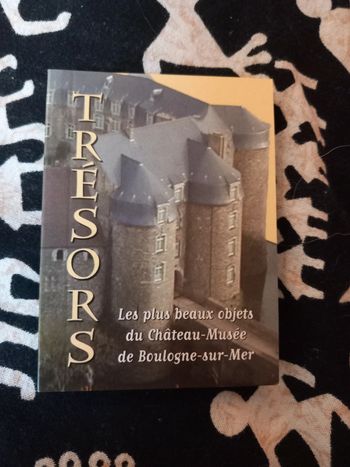 TRÉSORS
Les plus beaux objets
du Château-Musée
de Boulogne-sur-Mer